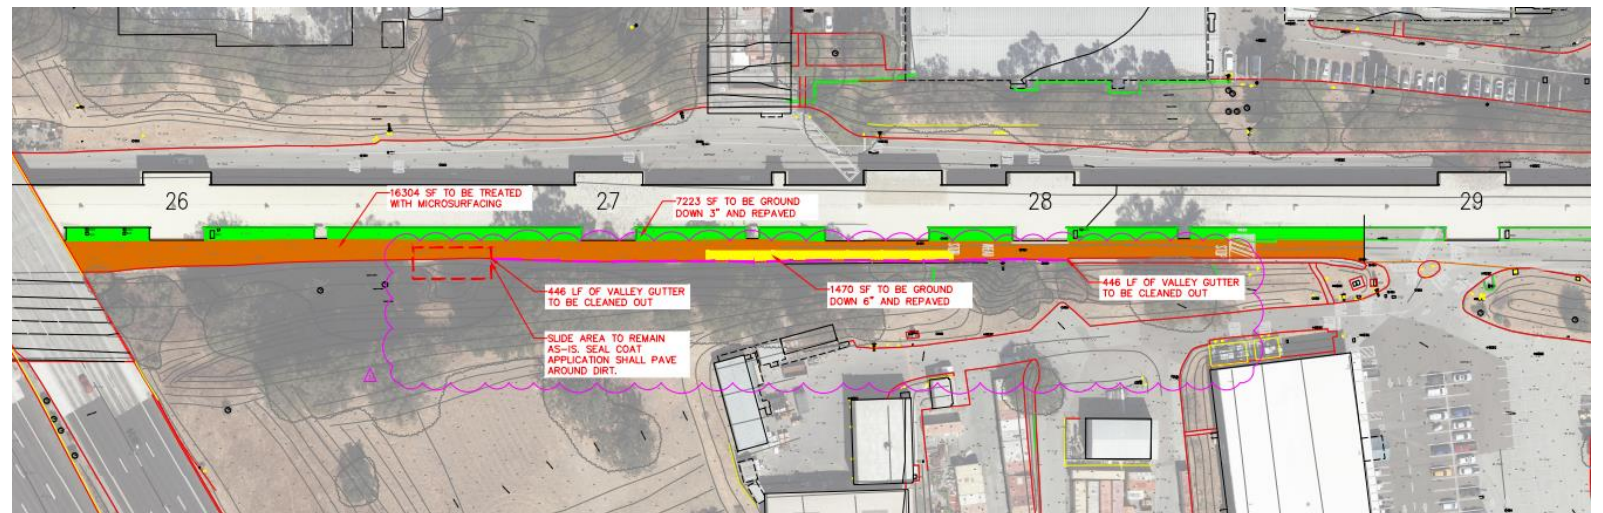 16304 SF TO BE TREATED
WITH MICROSURFACING
7223 SF TO BE GROUND
DOWN 3" AND REPAVED
26
27
28
29
446 LF OF VALLEY GUTTER
TO BE CLEANED OUT
1470 SF TO BE GROUND
DOWN 6" AND REPAVED
446 LF OF VALLEY GUTTER
TO BE CLEANED OUT
SLIDE AREA TO REMAIN
AS-IS. SEAL COAT
APPLICATION SHALL PAVE
AROUND DIRT.